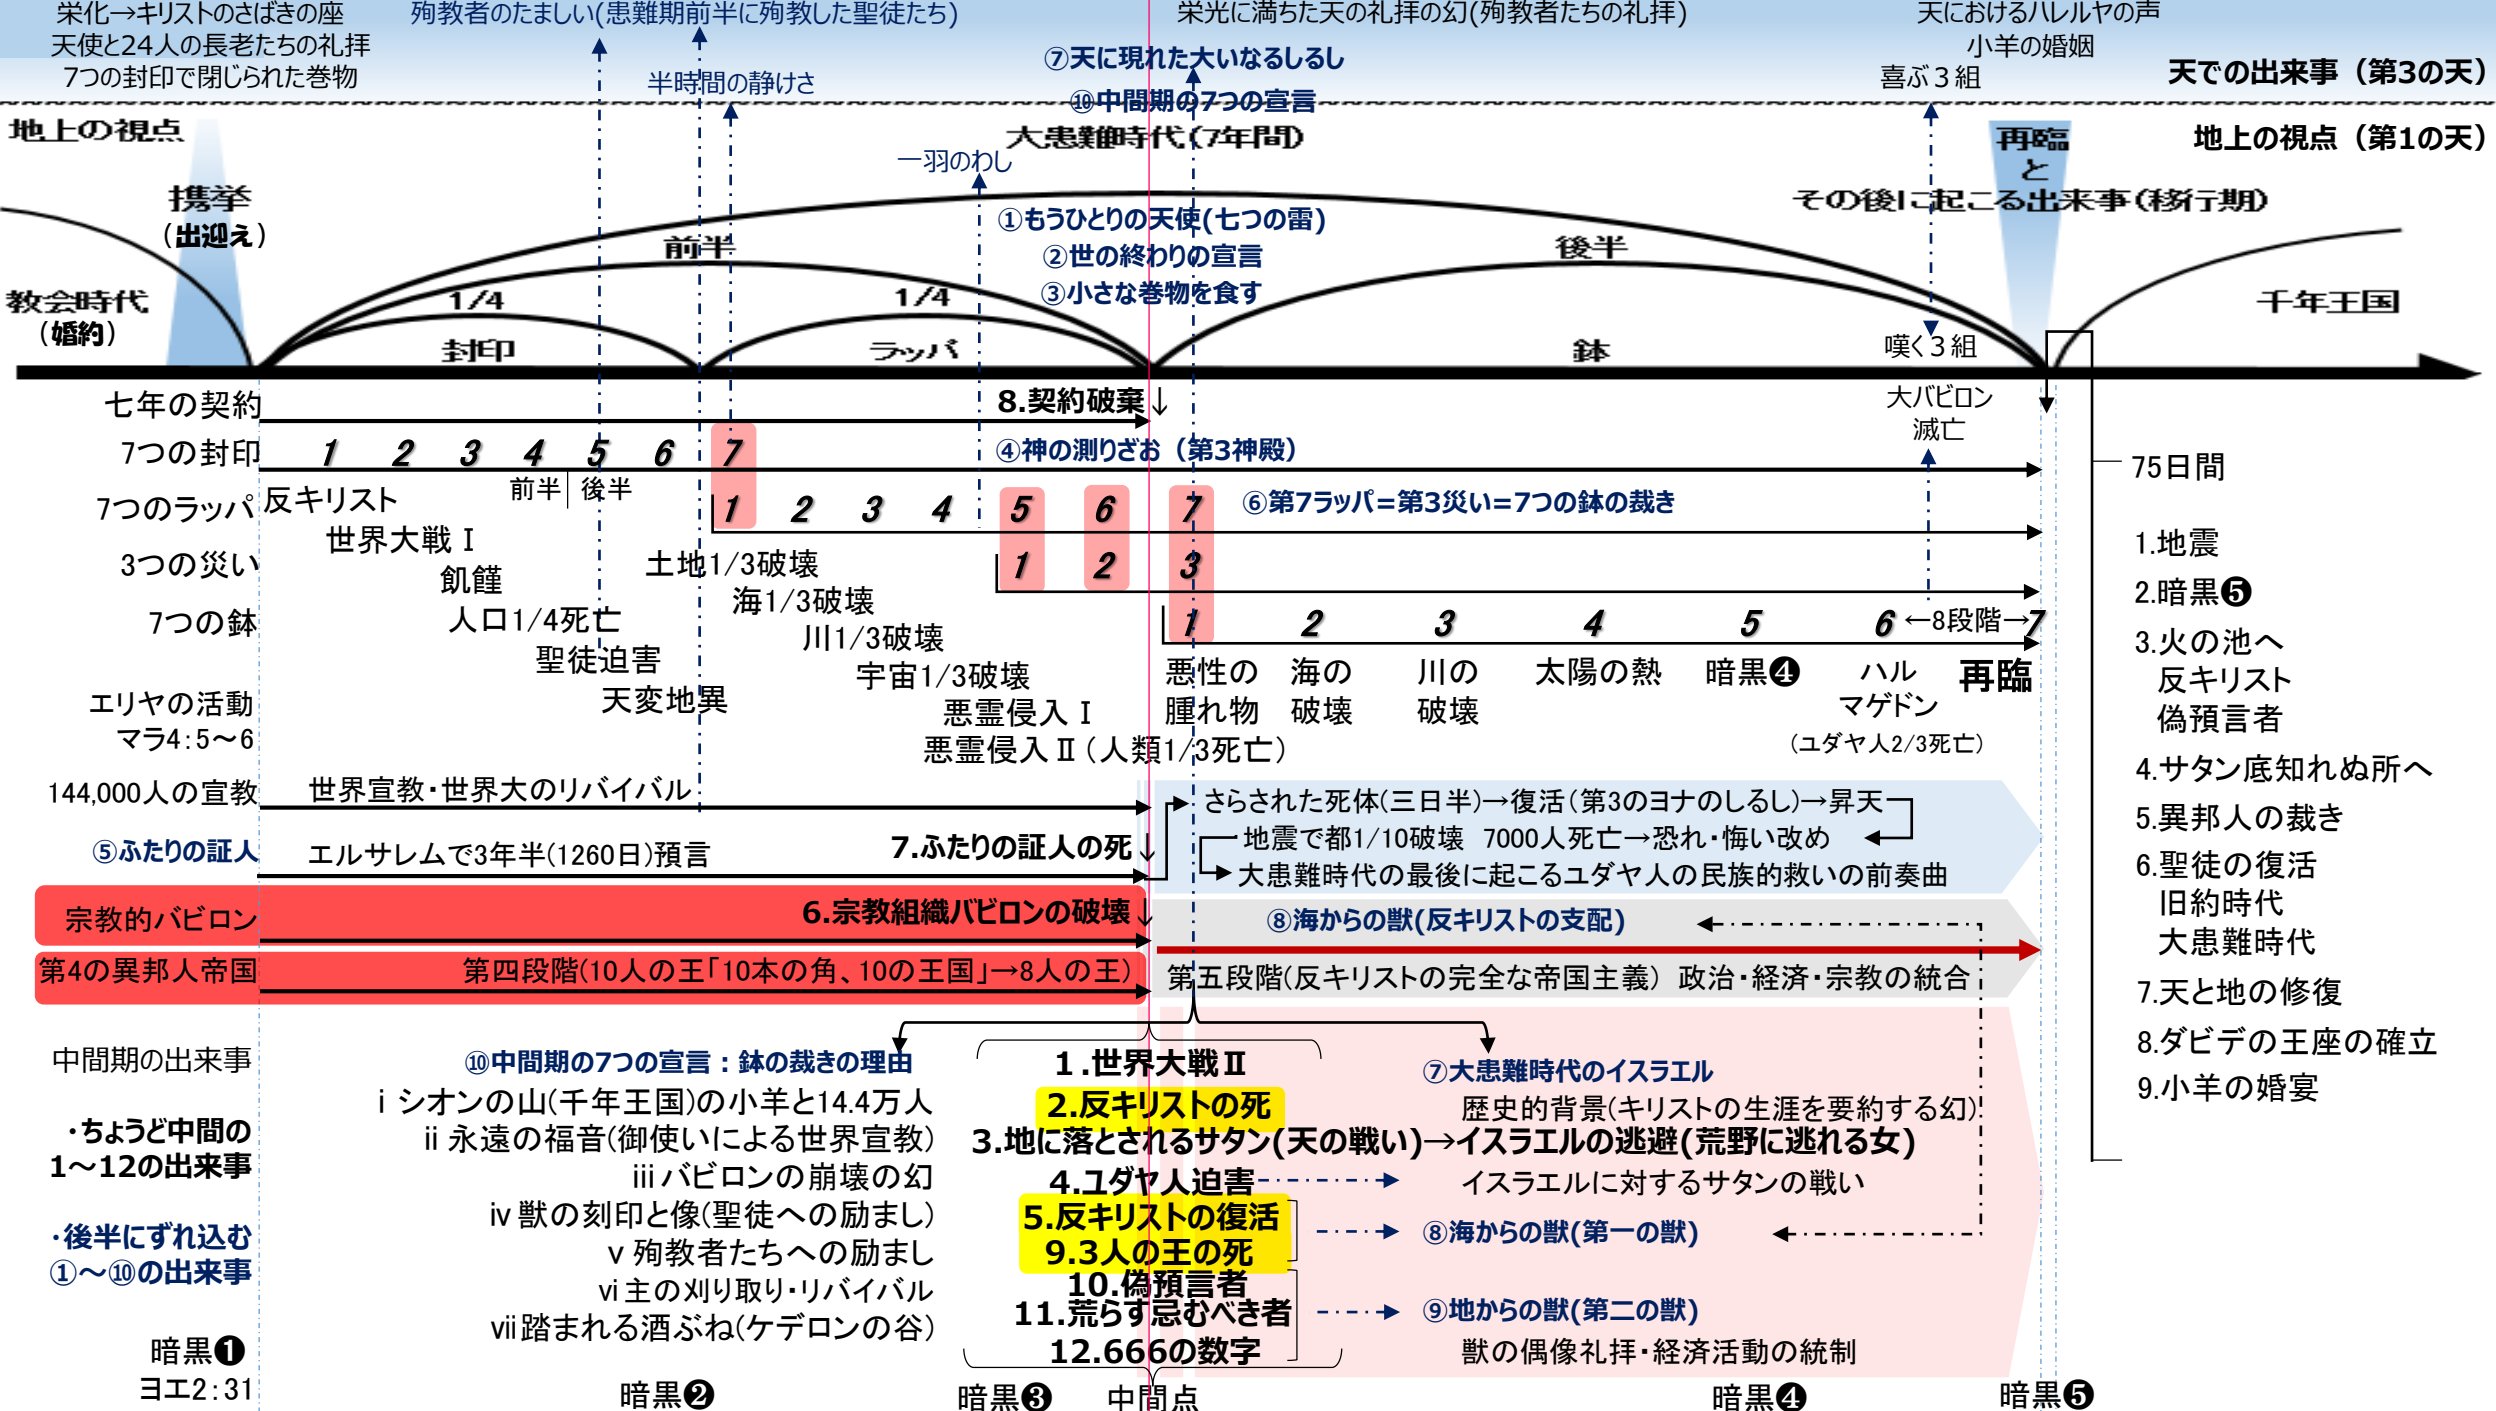 栄化→キリストのさばきの座
天使と24人の長老たちの礼拝
7つの封印で閉じられた巻物
殉教者のたましい(患難期前半に殉教した聖徒たち)
半時間の静けさ
栄光に満ちた天の礼拝の幻(殉教者たちの礼拝)
⑦天に現れた大いなるしるし
⑩中間期の7つの宣言
天におけるハレルヤの声
小羊の婚姻
喜ぶ3組
天での出来事（第3の天）
地上の視点
大患難時代(7年間)
地上の視点（第1の天）
一羽のわし
再臨
と
その後に起こる出来事(移行期)
携挙
（出迎え）
①もうひとりの天使(七つの雷)
②世の終わりの宣言
③小さな巻物を食す
前半
後半
教会時代
（婚約）
1/4
1/4
千年王国
封印
ラッパ
鉢
嘆く3組
七年の契約
8.契約破棄↓
大バビロン
滅亡
7つの封印
1 2 3 4 5 6 7
④神の測りざお（第3神殿）
前半 後半
75日間
7つのラッパ
1 2 3 4 5 6 7
⑥第7ラッパ=第3災い=7つの鉢の裁き
反キリスト
世界大戦Ⅰ
飢饉
人口1/4死亡
聖徒迫害
天変地異
3つの災い
1 2 3
土地1/3破壊
海1/3破壊
川1/3破壊
宇宙1/3破壊
悪霊侵入Ⅰ
悪霊侵入Ⅱ（人類1/3死亡）
7つの鉢
1 2 3 4 5 6 ←8段階→7
悪性の
腫れ物
海の
破壊
川の
破壊
太陽の熱
暗黒❹
ハル
マゲドン
（ユダヤ人2/3死亡）
再臨
エリヤの活動
マラ4：5～6
144,000人の宣教
世界宣教・世界大のリバイバル
さらされた死体(三日半)→復活(第3のヨナのしるし)→昇天
地震で都1/10破壊 7000人死亡→恐れ・悔い改め
大患難時代の最後に起こるユダヤ人の民族的救いの前奏曲
⑤ふたりの証人
エルサレムで3年半(1260日)預言
7.ふたりの証人の死↓
宗教的バビロン
6.宗教組織バビロンの破壊↓
⑧海からの獣(反キリストの支配)
第4の異邦人帝国
第四段階(10人の王「10本の角、10の王国」→8人の王)
第五段階(反キリストの完全な帝国主義) 政治・経済・宗教の統合
1.地震
2.暗黒❺
3.火の池へ
反キリスト
偽預言者
4.サタン底知れぬ所へ
5.異邦人の裁き
6.聖徒の復活
旧約時代
大患難時代
7.天と地の修復
8.ダビデの王座の確立
9.小羊の婚宴
中間期の出来事
・ちょうど中間の
1～12の出来事
・後半にずれ込む
①～⑩の出来事
⑩中間期の7つの宣言：鉢の裁きの理由
ⅰ シオンの山(千年王国)の小羊と14.4万人
ⅱ 永遠の福音(御使いによる世界宣教)
ⅲ バビロンの崩壊の幻
ⅳ 獣の刻印と像(聖徒への励まし)
ⅴ 殉教者たちへの励まし
ⅵ 主の刈り取り・リバイバル
ⅶ 踏まれる酒ぶね(ケデロンの谷)
1.世界大戦Ⅱ
2.反キリストの死
3.地に落とされるサタン(天の戦い)→イスラエルの逃避(荒野に逃れる女)
4.ユダヤ人迫害
5.反キリストの復活
9.3人の王の死
10.偽預言者
11.荒らす忌むべき者
12.666の数字
⑦大患難時代のイスラエル
歴史的背景(キリストの生涯を要約する幻)
イスラエルに対するサタンの戦い
⑧海からの獣(第一の獣)
⑨地からの獣(第二の獣)
獣の偶像礼拝・経済活動の統制
暗黒❶
ヨエ2：31
暗黒❷
暗黒❸
中間点
暗黒❹
暗黒❺